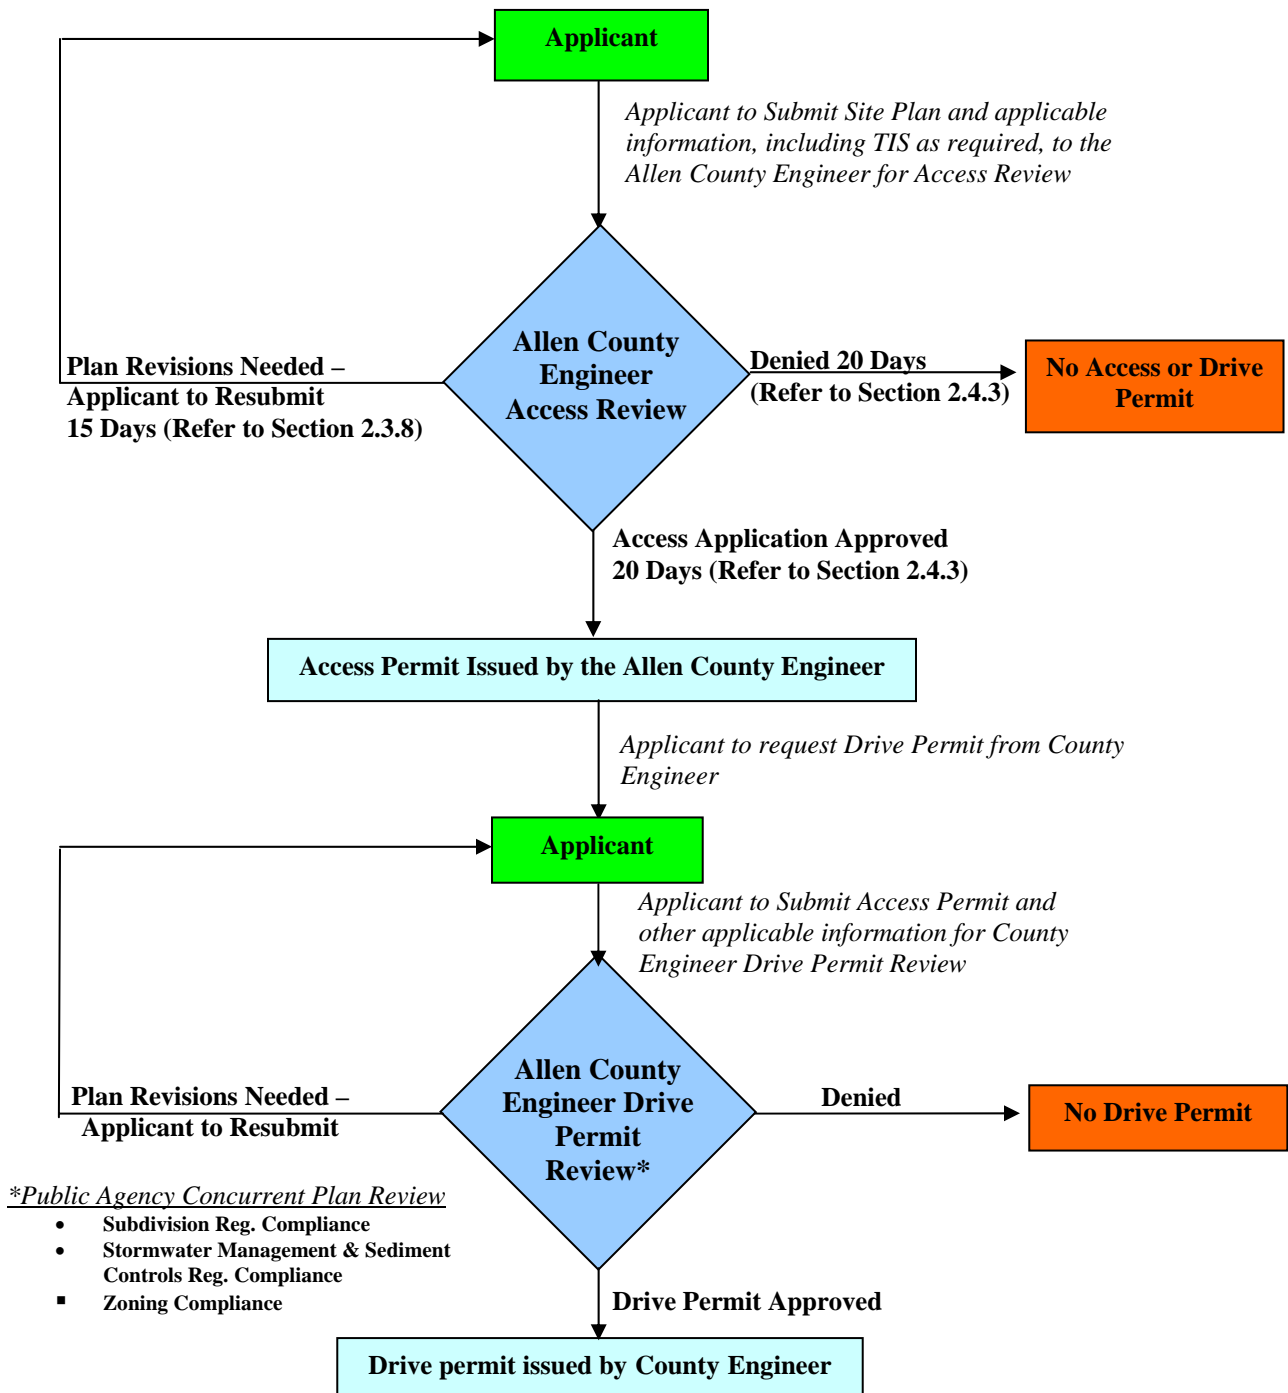 Applicant
Applicant to Submit Site Plan and applicable
information, including TIS as required, to the
Allen County Engineer for Access Review
Plan Revisions Needed –
Applicant to Resubmit
15 Days (Refer to Section 2.3.8)
Allen County
Engineer
Access Review
Denied 20 Days
(Refer to Section 2.4.3)
No Access or Drive
Permit
Access Application Approved
20 Days (Refer to Section 2.4.3)
Access Permit Issued by the Allen County Engineer
Applicant to request Drive Permit from County
Engineer
Applicant
Applicant to Submit Access Permit and
other applicable information for County
Engineer Drive Permit Review
Plan Revisions Needed –
Applicant to Resubmit
Allen County
Engineer Drive
Permit
Review*
Denied
No Drive Permit
*Public Agency Concurrent Plan Review
• Subdivision Reg. Compliance
• Stormwater Management & Sediment
Controls Reg. Compliance
▪ Zoning Compliance
Drive Permit Approved
Drive permit issued by County Engineer